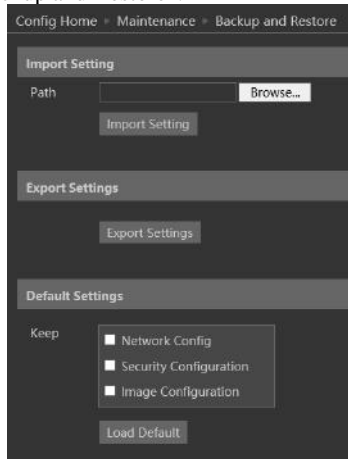 Config Home ▸ Maintenance ▸ Backup and Restore
Import Setting
Path
Browse...
Import Setting
Export Settings
Export Settings
Default Settings
Keep
Network Config
Security Configuration
Image Configuration
Load Default